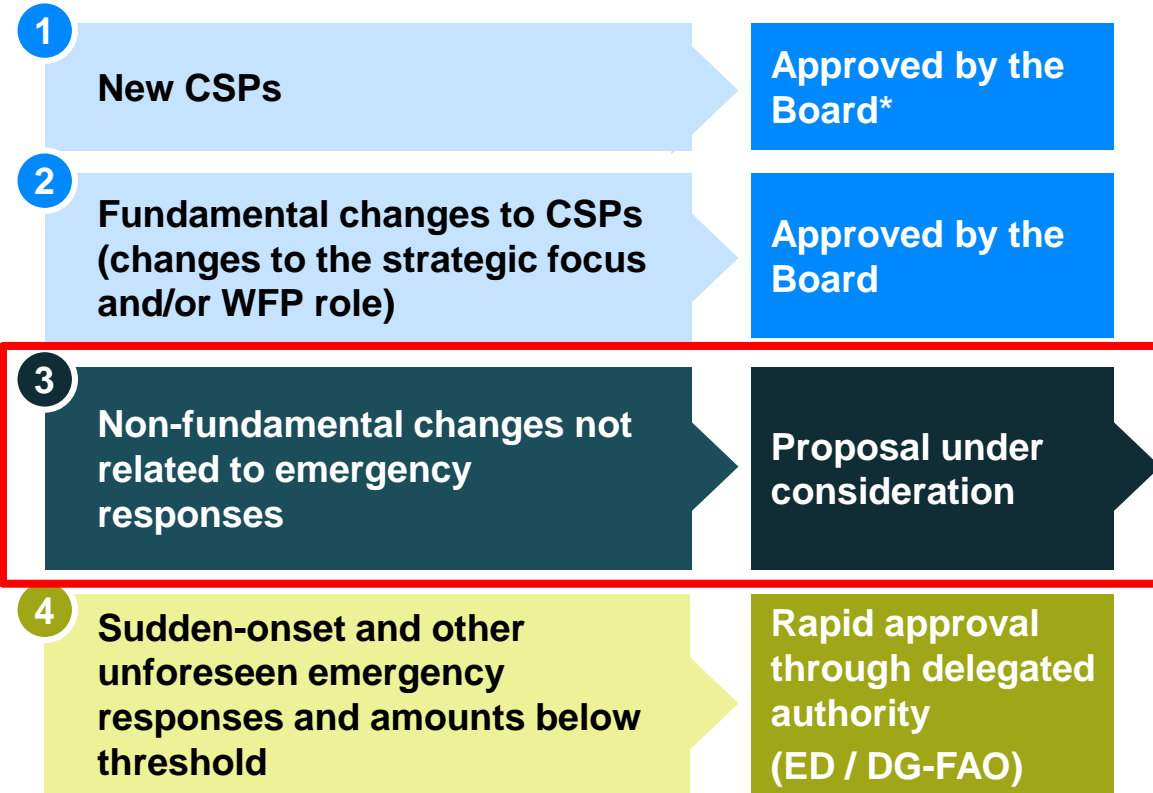 1
New CSPs
Approved by the
Board*
2
Fundamental changes to CSPs
(changes to the strategic focus
and/or WFP role)
Approved by the
Board
3
Non-fundamental changes not
related to emergency
responses
Proposal under
consideration
4
Sudden-onset and other
unforeseen emergency
responses and amounts below
threshold
Rapid approval
through delegated
authority
(ED / DG-FAO)